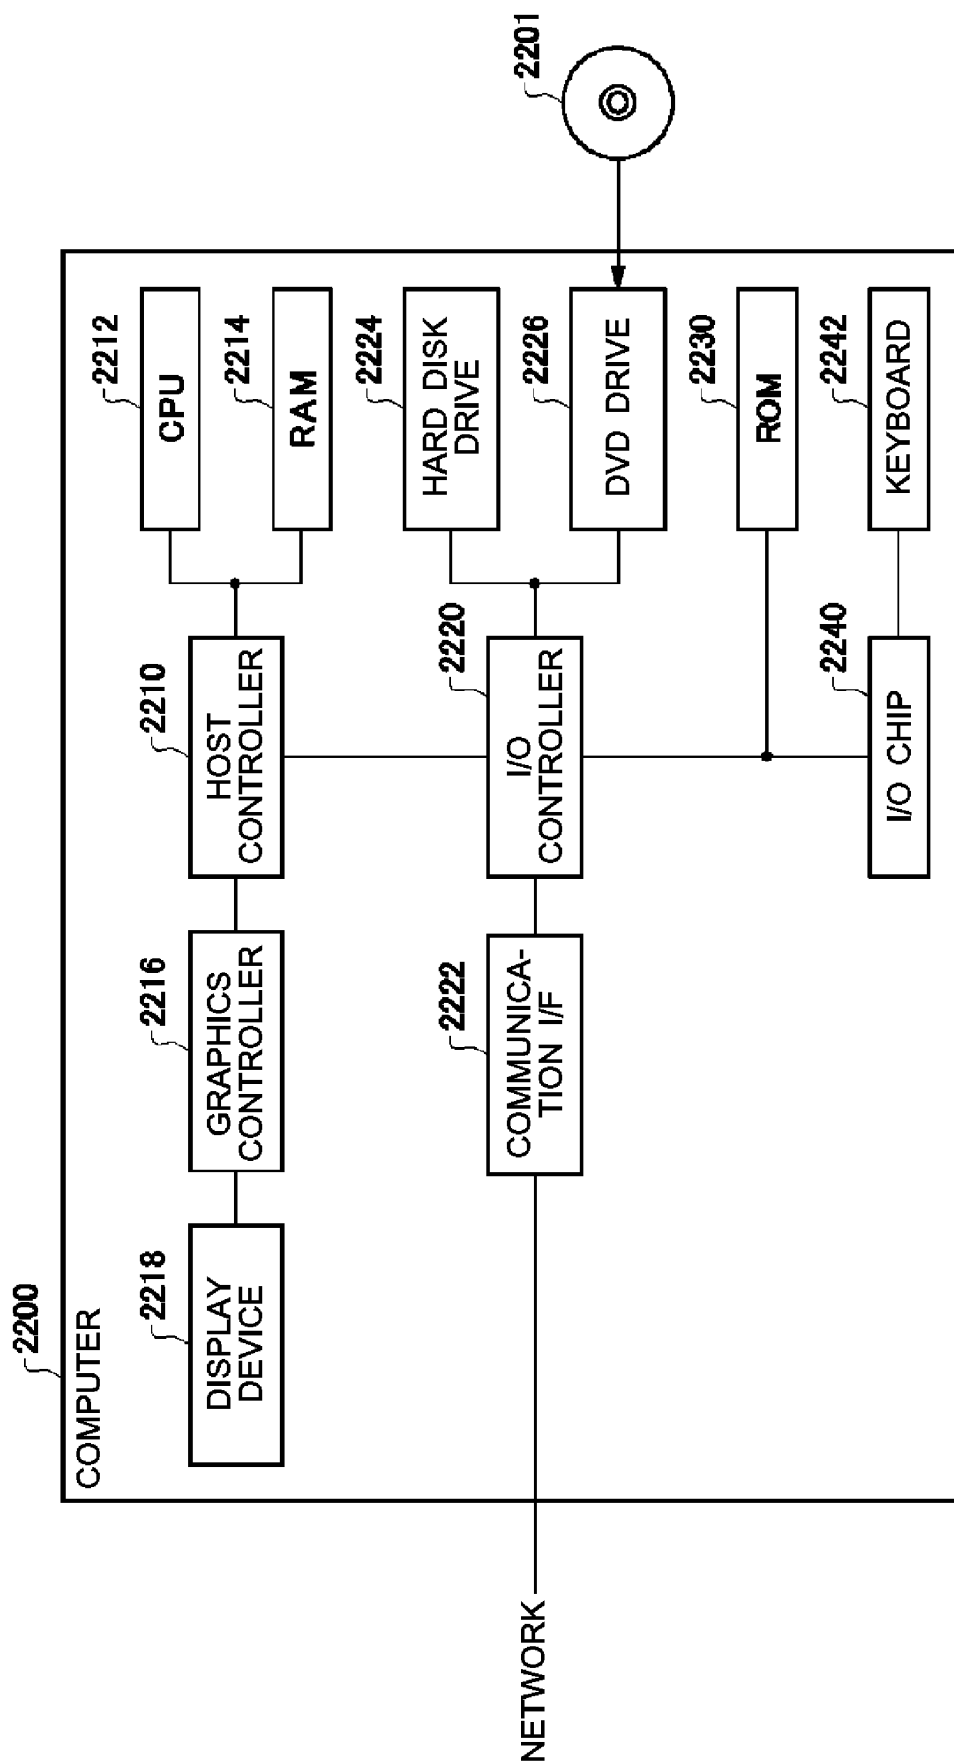 2200
COMPUTER
2212
CPU
2214
RAM
2224
HARD DISK
DRIVE
2226
DVD DRIVE
2201
2230
ROM
2242
KEYBOARD
2210
HOST
CONTROLLER
2220
I/O
CONTROLLER
2240
I/O CHIP
2216
GRAPHICS
CONTROLLER
2222
COMMUNICA-
TION I/F
2218
DISPLAY
DEVICE
NETWORK